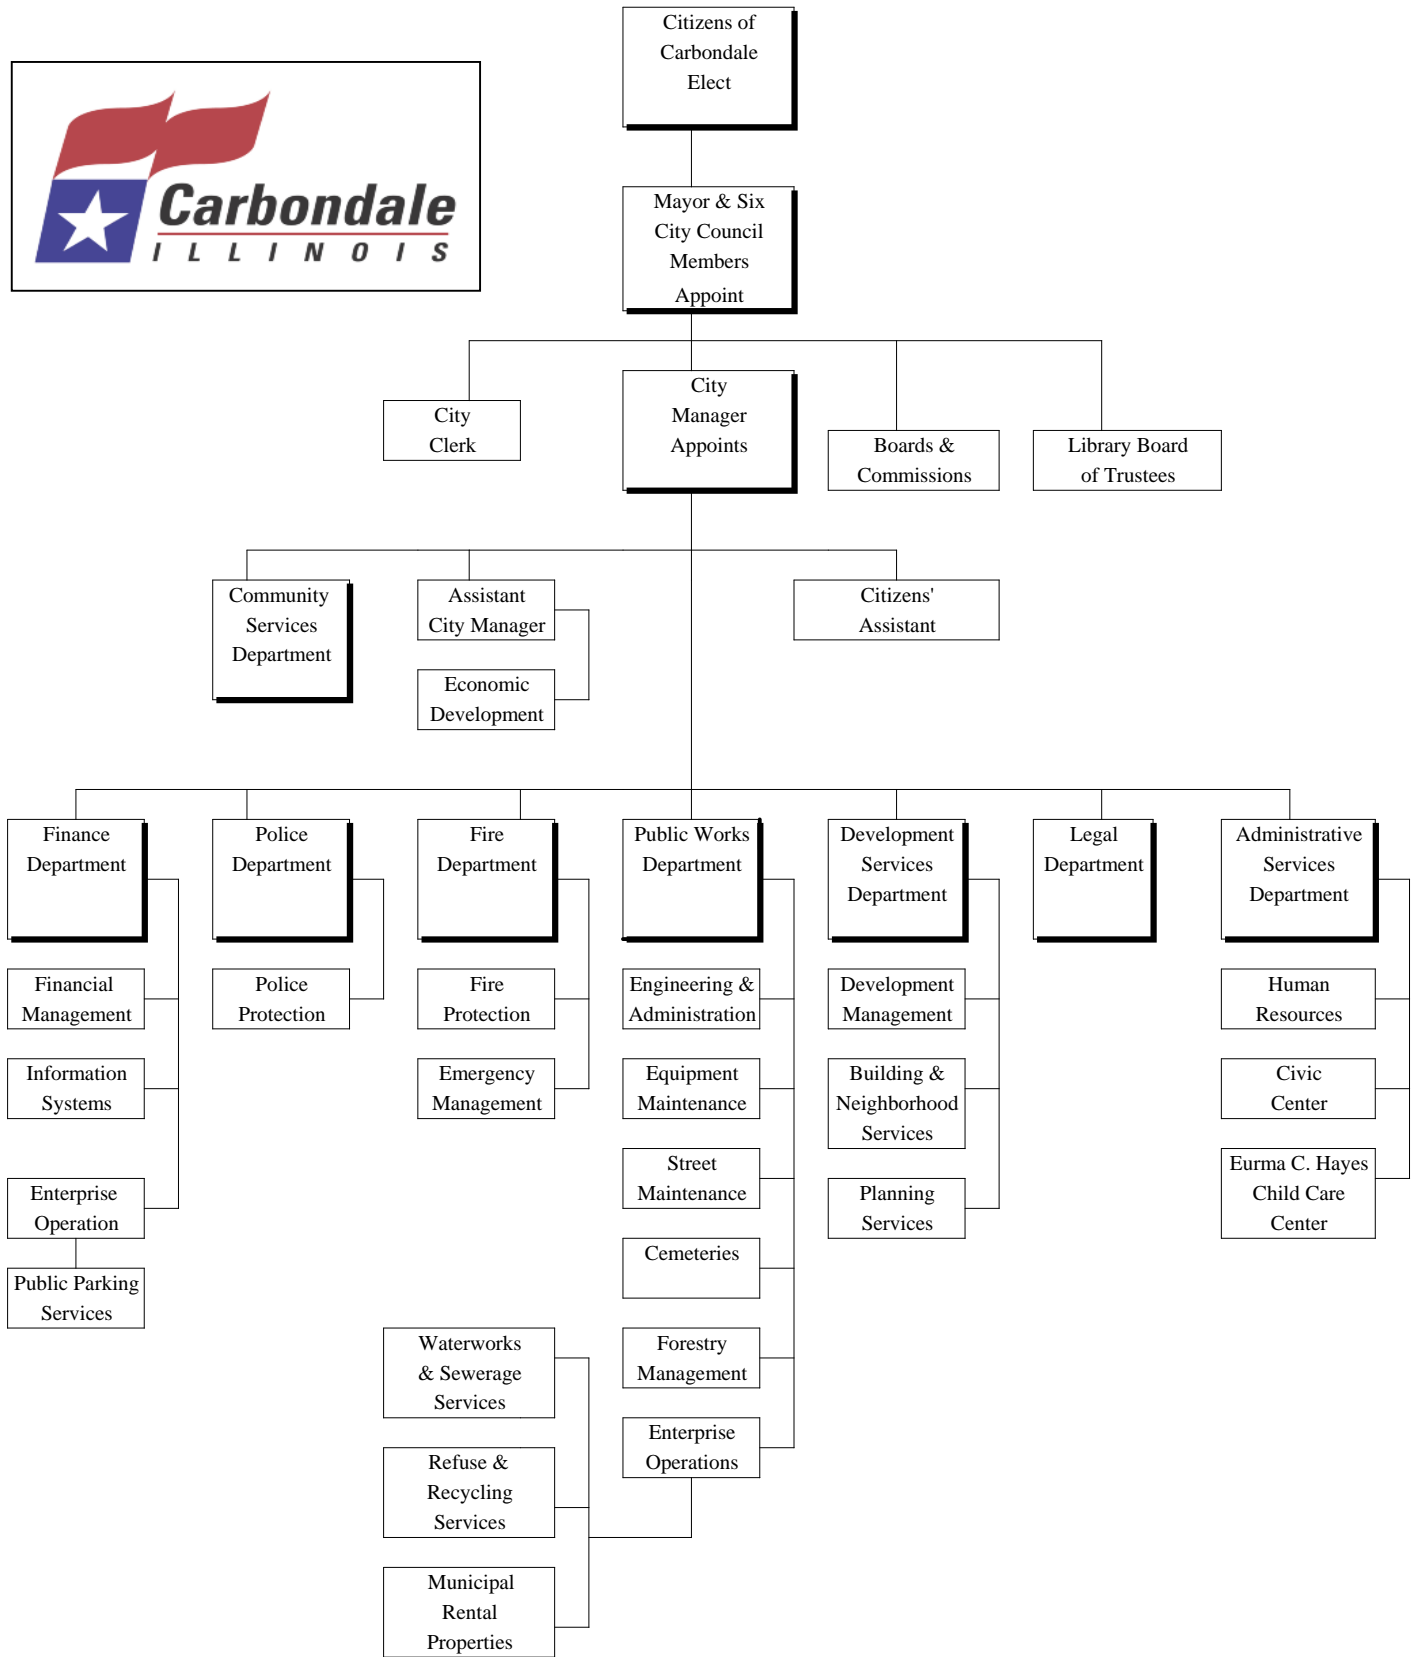 Citizens of
Carbondale
Elect
Carbondale
ILLINOIS
Mayor & Six
City Council
Members
Appoint
City
Clerk
City
Manager
Appoints
Boards &
Commissions
Library Board
of Trustees
Community
Services
Department
Assistant
City Manager
Citizens'
Assistant
Economic
Development
Finance
Department
Police
Department
Fire
Department
Public Works
Department
Development
Services
Department
Legal
Department
Administrative
Services
Department
Financial
Management
Police
Protection
Fire
Protection
Engineering &
Administration
Development
Management
Human
Resources
Information
Systems
Emergency
Management
Equipment
Maintenance
Building &
Neighborhood
Services
Civic
Center
Enterprise
Operation
Street
Maintenance
Planning
Services
Eurma C. Hayes
Child Care
Center
Public Parking
Services
Cemeteries
Waterworks
& Sewerage
Services
Forestry
Management
Refuse &
Recycling
Services
Enterprise
Operations
Municipal
Rental
Properties